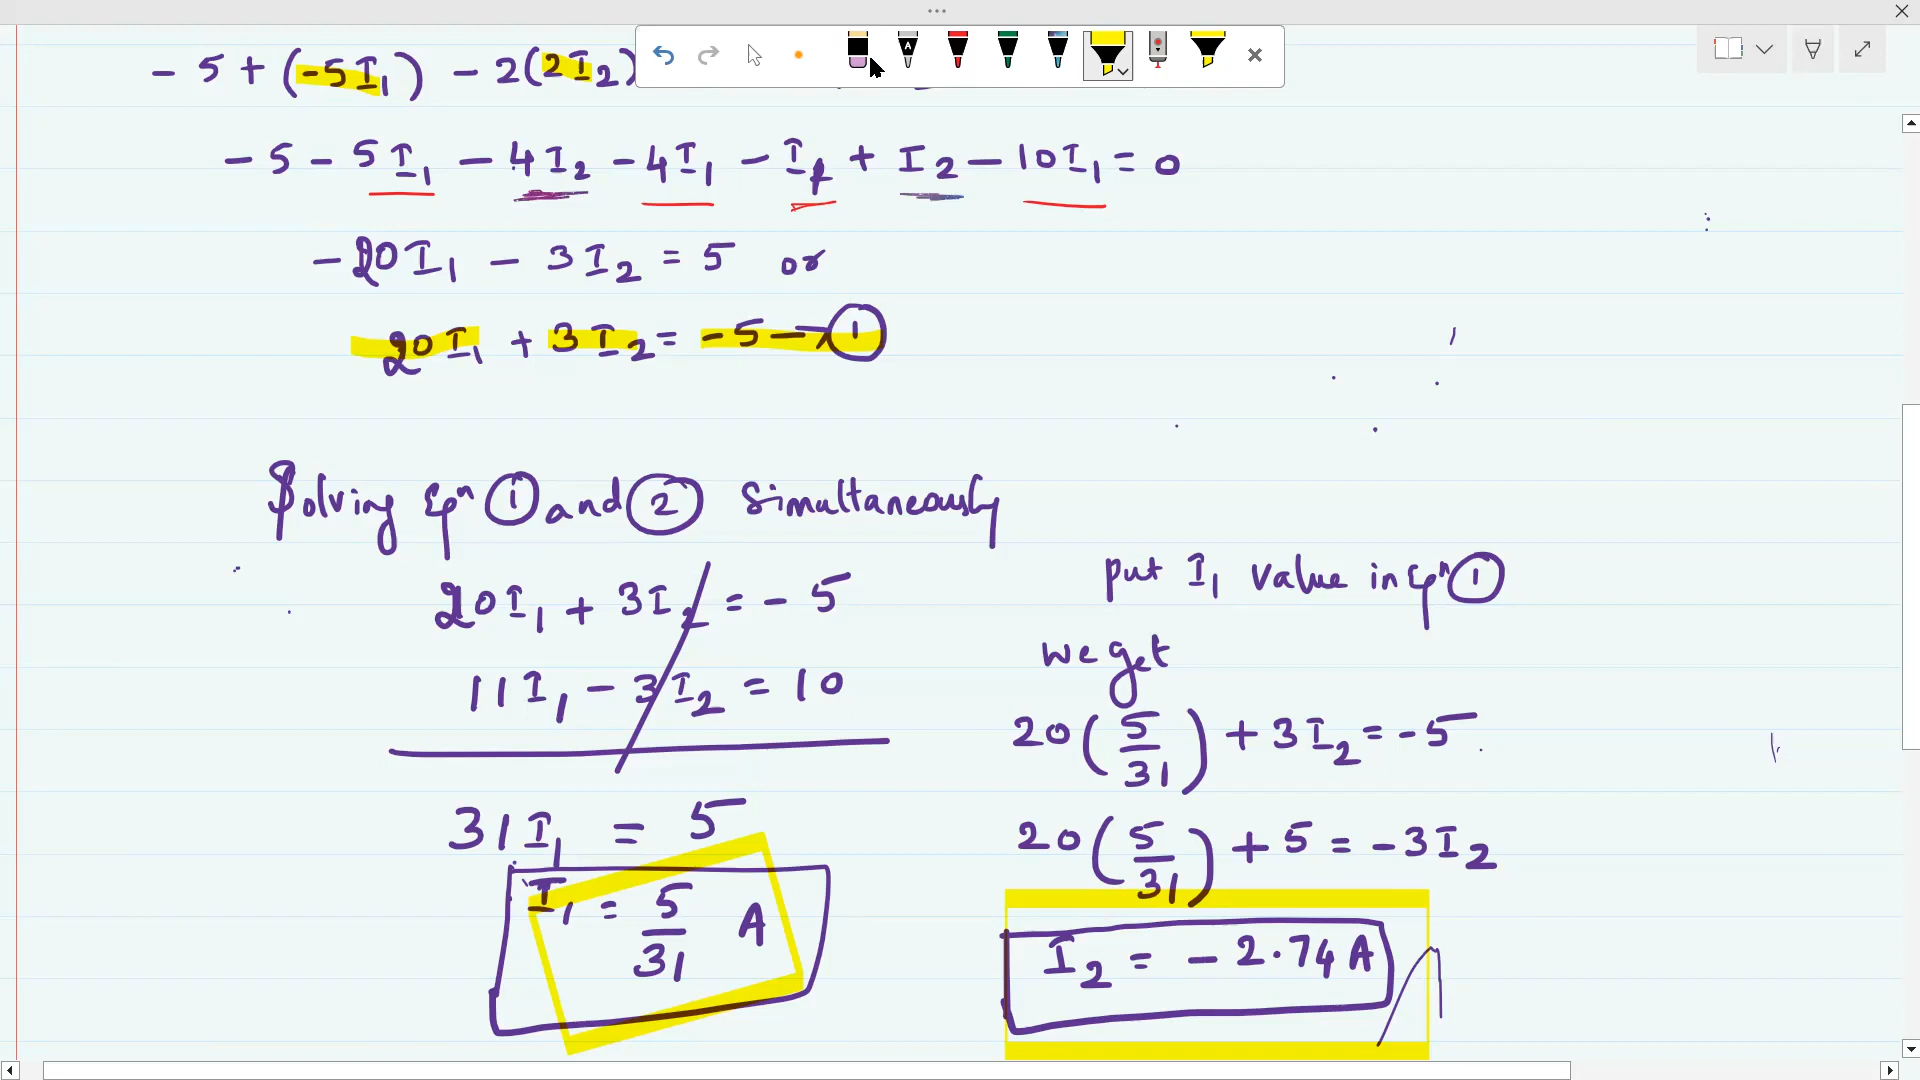 - 5 + (-5I₁) - 2(2I₂)
- 5 - 5I₁ - 4I₂ - 4I₁ - I₁ + I₂ - 10I₁ = 0
- 20I₁ - 3I₂ = 5 or
20I₁ + 3I₂ = -5 → ①
Solving Eqⁿ ① and ② Simultaneously
20I₁ + 3I₂ = - 5
11I₁ - 3I₂ = 10
31I₁ = 5
I₁ = 5/31 A
put I₁ value in Eqⁿ ①
we get
20(5/31) + 3I₂ = -5
20(5/31) + 5 = -3I₂
I₂ = - 2.74 A